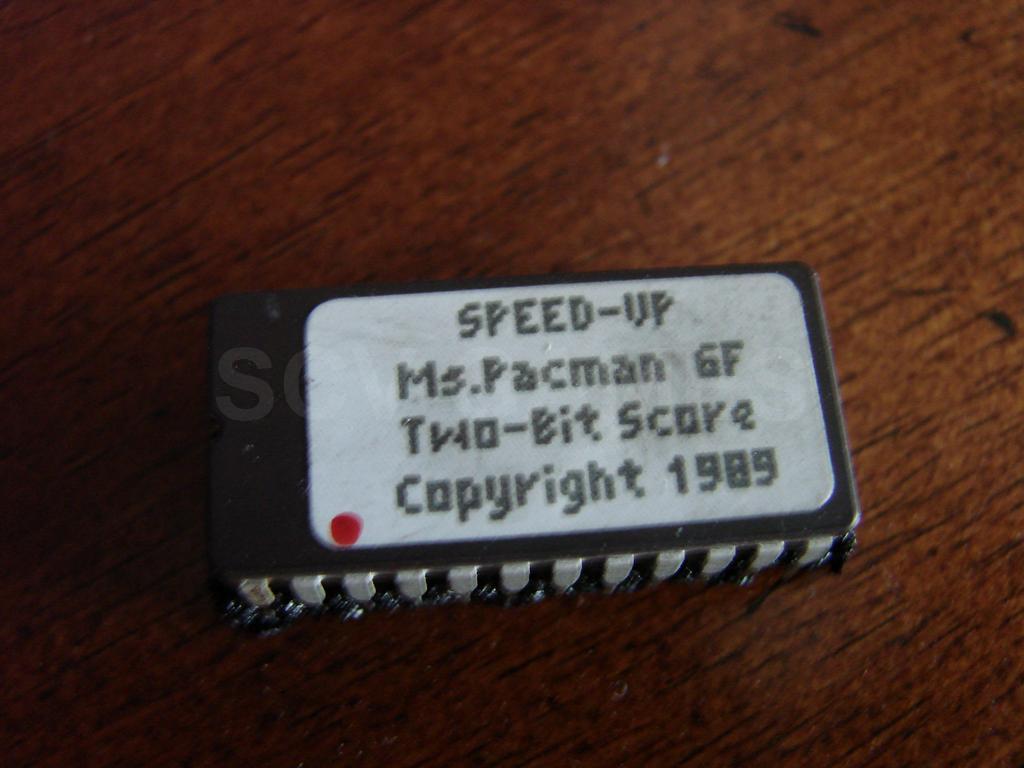 SPEED-UP
Ms.Pacman 6F
Two-Bit Score
Copyright 1989